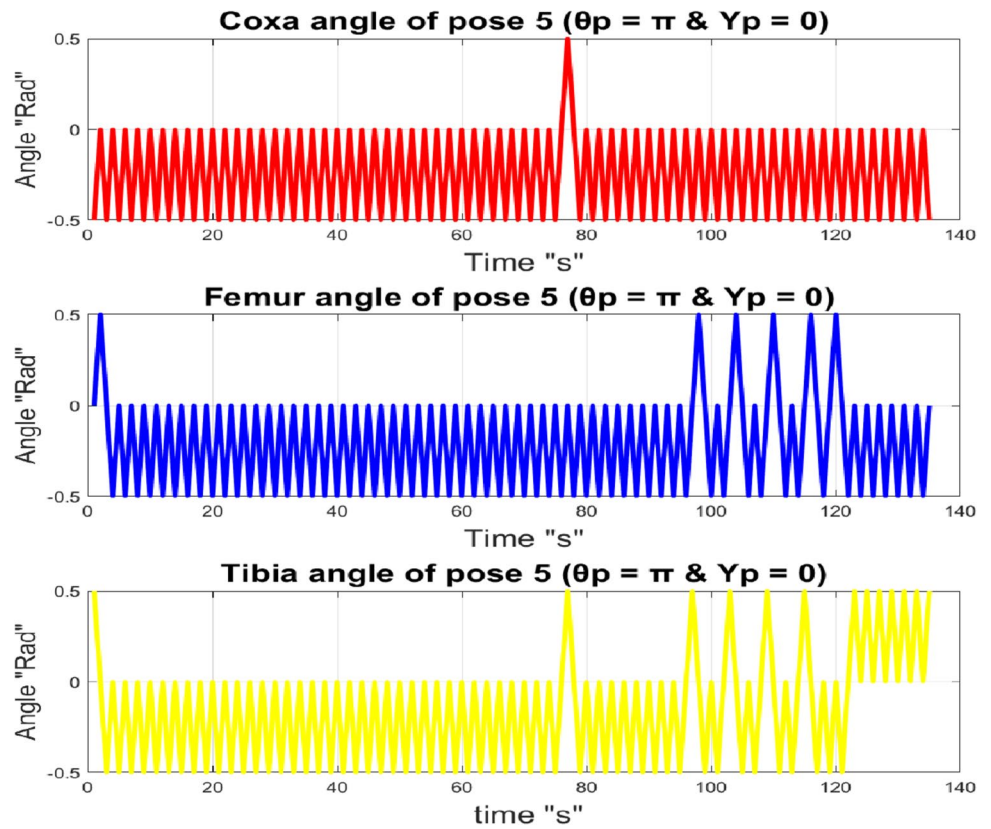 Coxa angle of pose 5 (θp = π & Yp = 0)
0.5
0
-0.5
Angle "Rad"
0 20 40 60 80 100 120 140
Time "s"
Femur angle of pose 5 (θp = π & Yp = 0)
0.5
0
-0.5
Angle "Rad"
0 20 40 60 80 100 120 140
Time "s"
Tibia angle of pose 5 (θp = π & Yp = 0)
0.5
0
-0.5
Angle "Rad"
0 20 40 60 80 100 120 140
time "s"